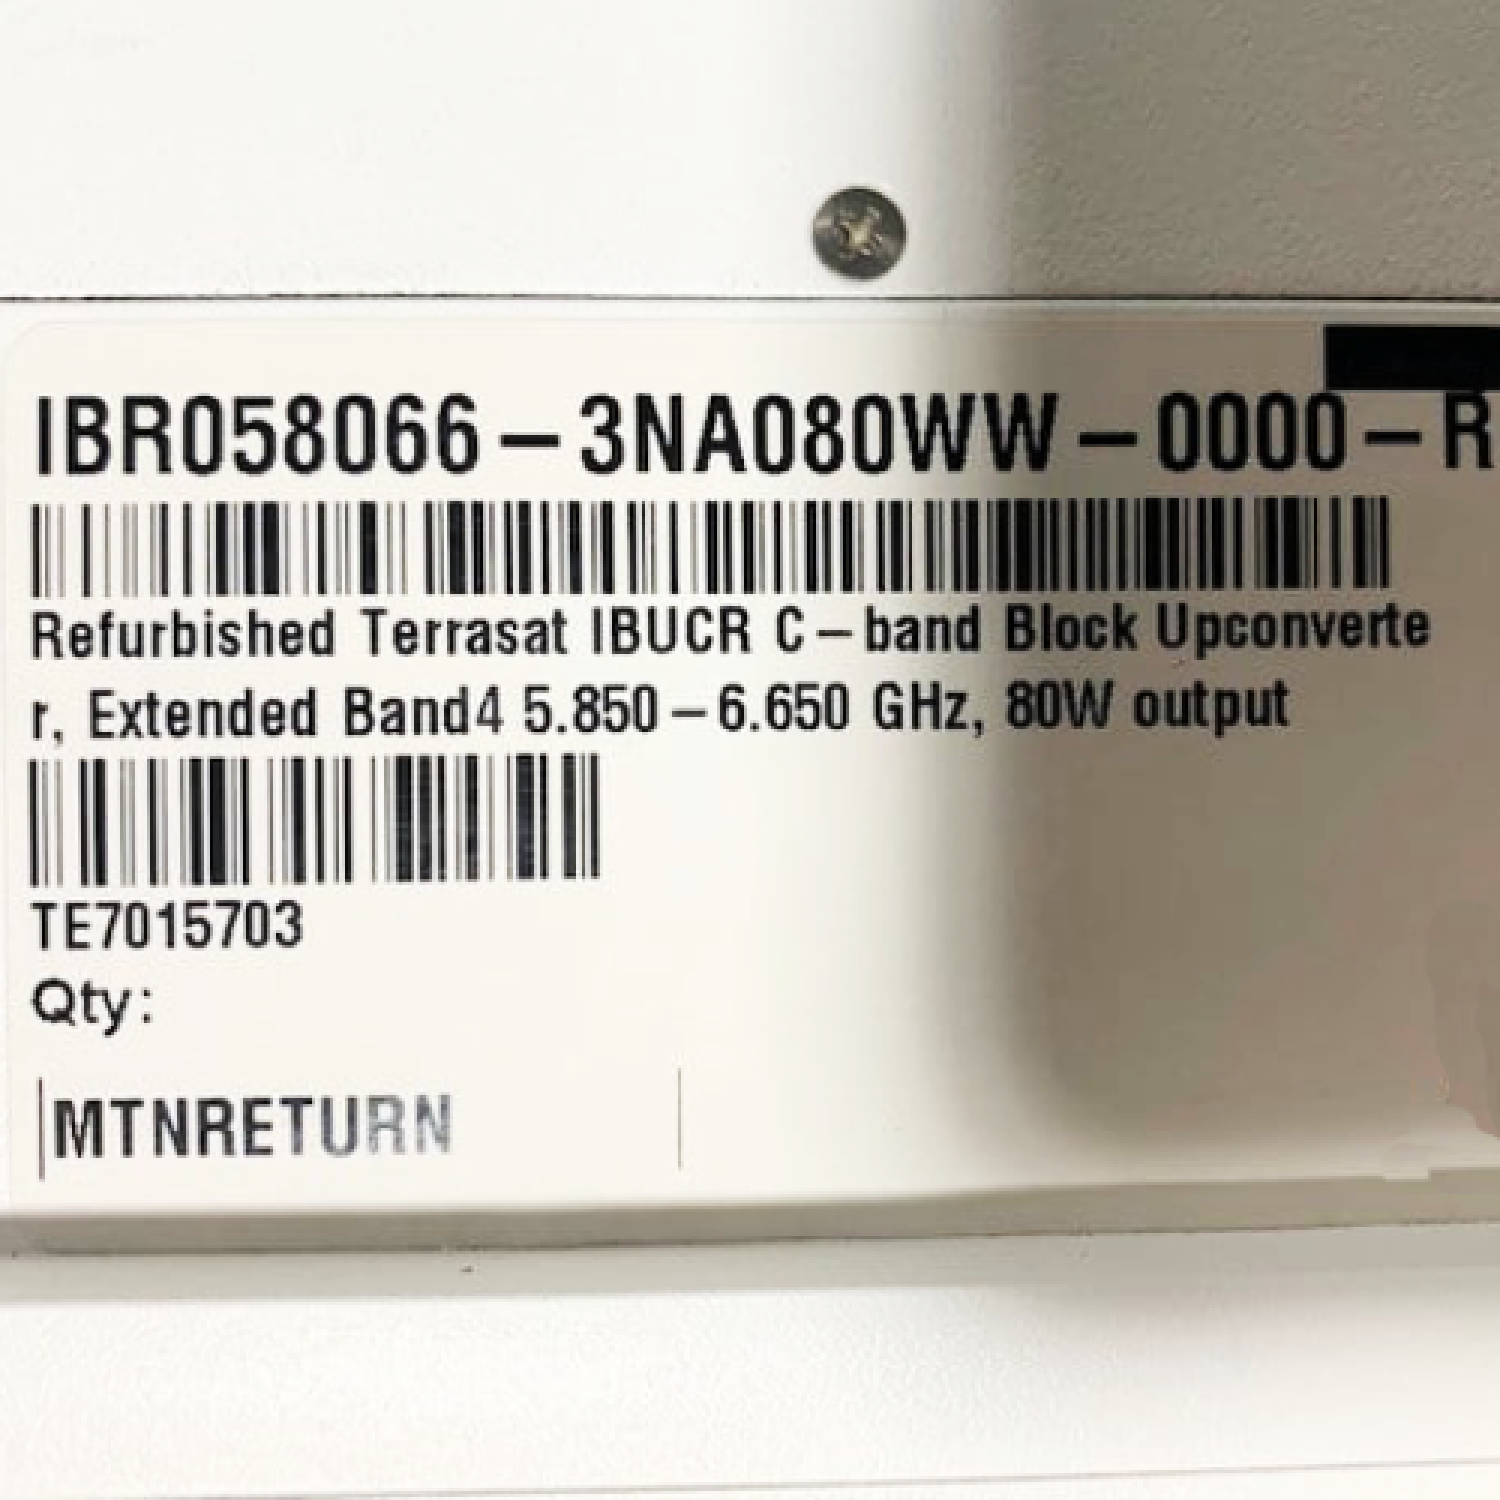 IBR058066-3NA080WW-0000-R
Refurbished Terrasat IBUCR C-band Block Upconverte
r, Extended Band4 5.850-6.650 GHz, 80W output
TE7015703
Qty:
MTNRETURN